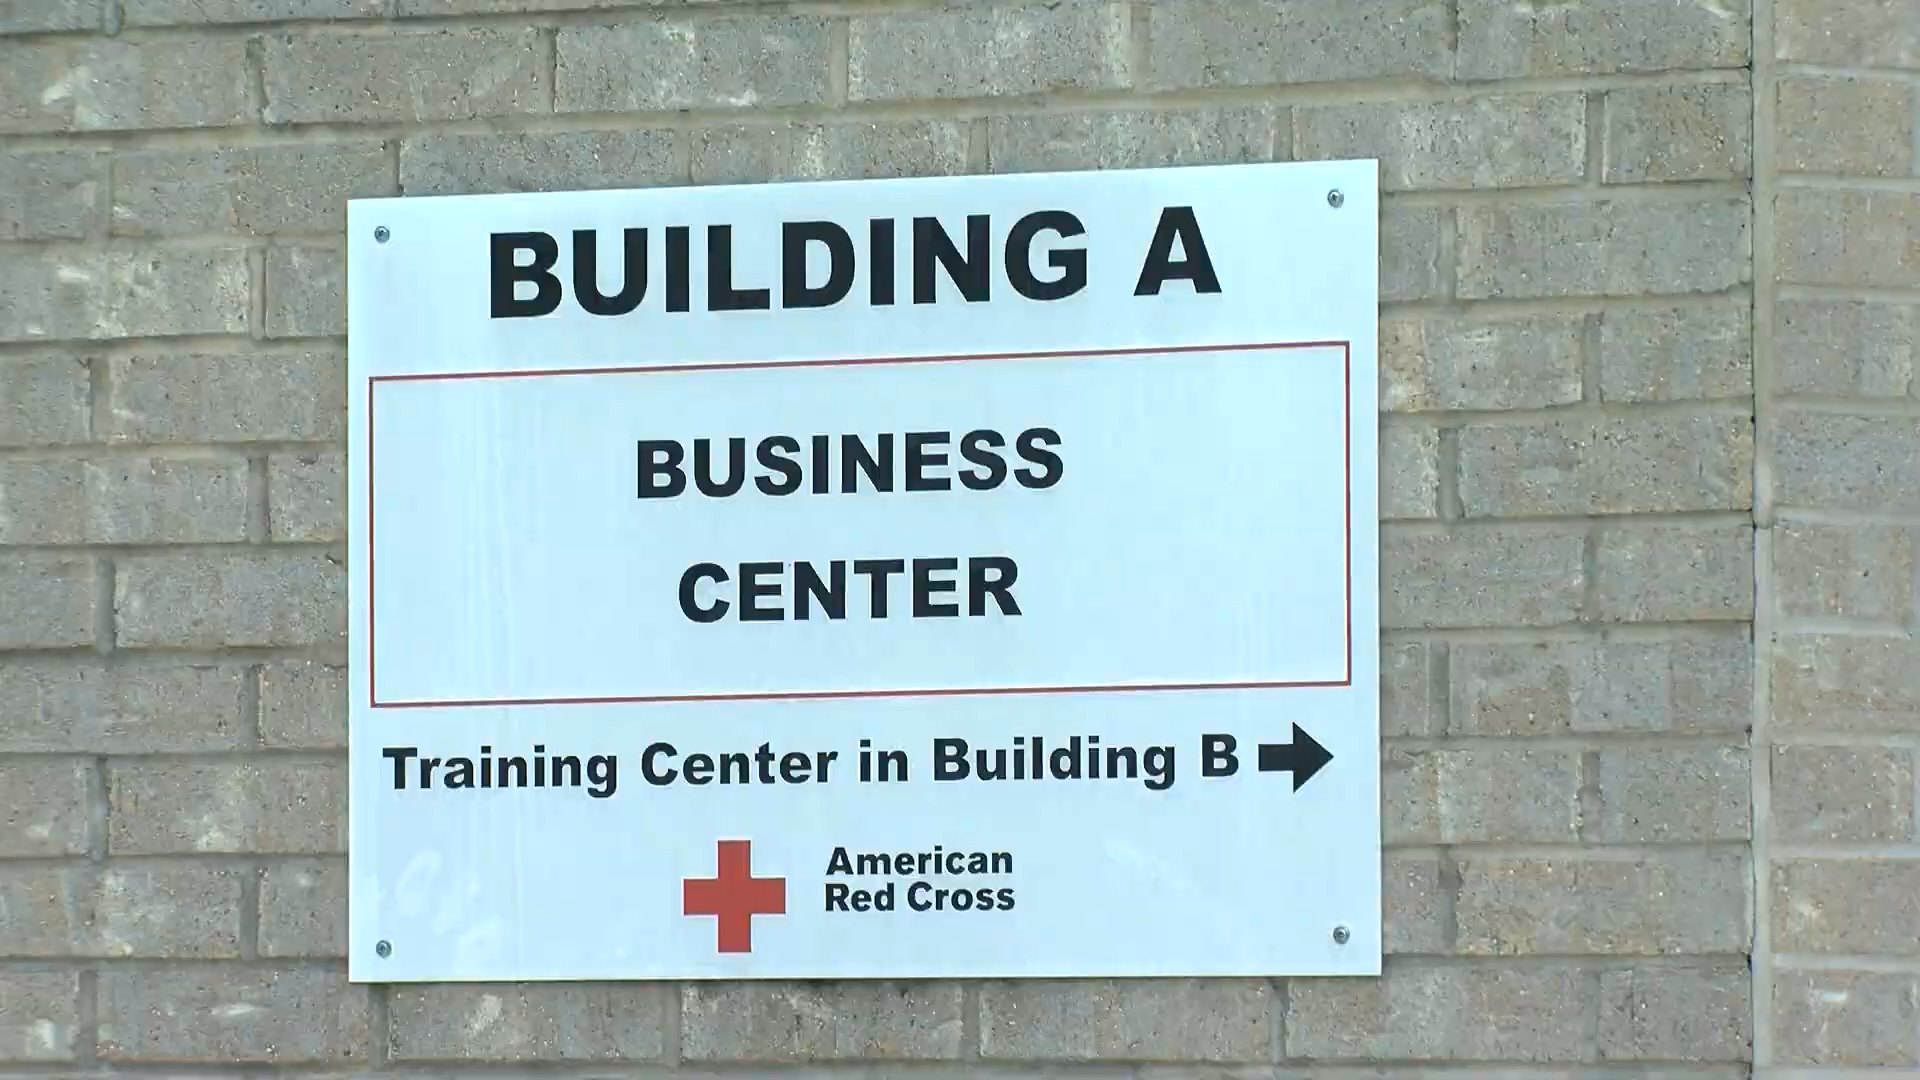 BUILDING A
BUSINESS
CENTER
Training Center in Building B
American
Red Cross